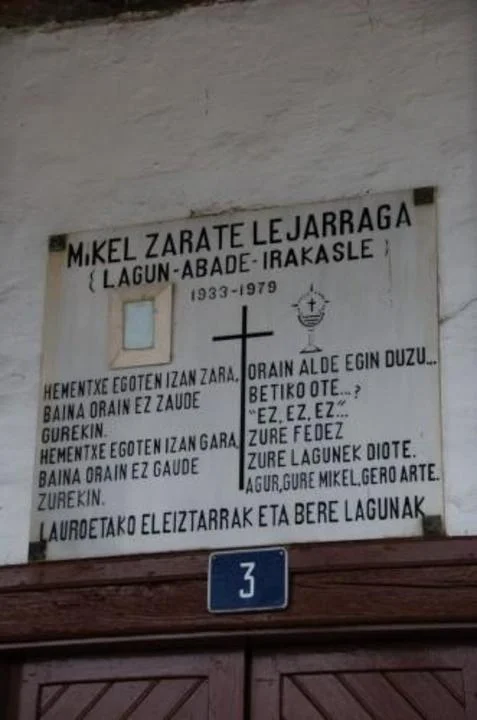 MIKEL ZARATE LEJARRAGA
(LAGUN-ABADE-IRAKASLE)
1933-1979
HEMENTXE EGOTEN IZAN ZARA,
BAINA ORAIN EZ ZAUDE
GUREKIN.
HEMENTXE EGOTEN IZAN GARA,
BAINA ORAIN EZ GAUDE
ZUREKIN.
ORAIN ALDE EGIN DUZU...
BETIKO OTE...?
"EZ, EZ, EZ"...
ZURE FEDEZ
ZURE LAGUNEK DIOTE.
AGUR,GURE MIKEL,GERO ARTE.
LAUROETAKO ELEIZTARRAK ETA BERE LAGUNAK
3